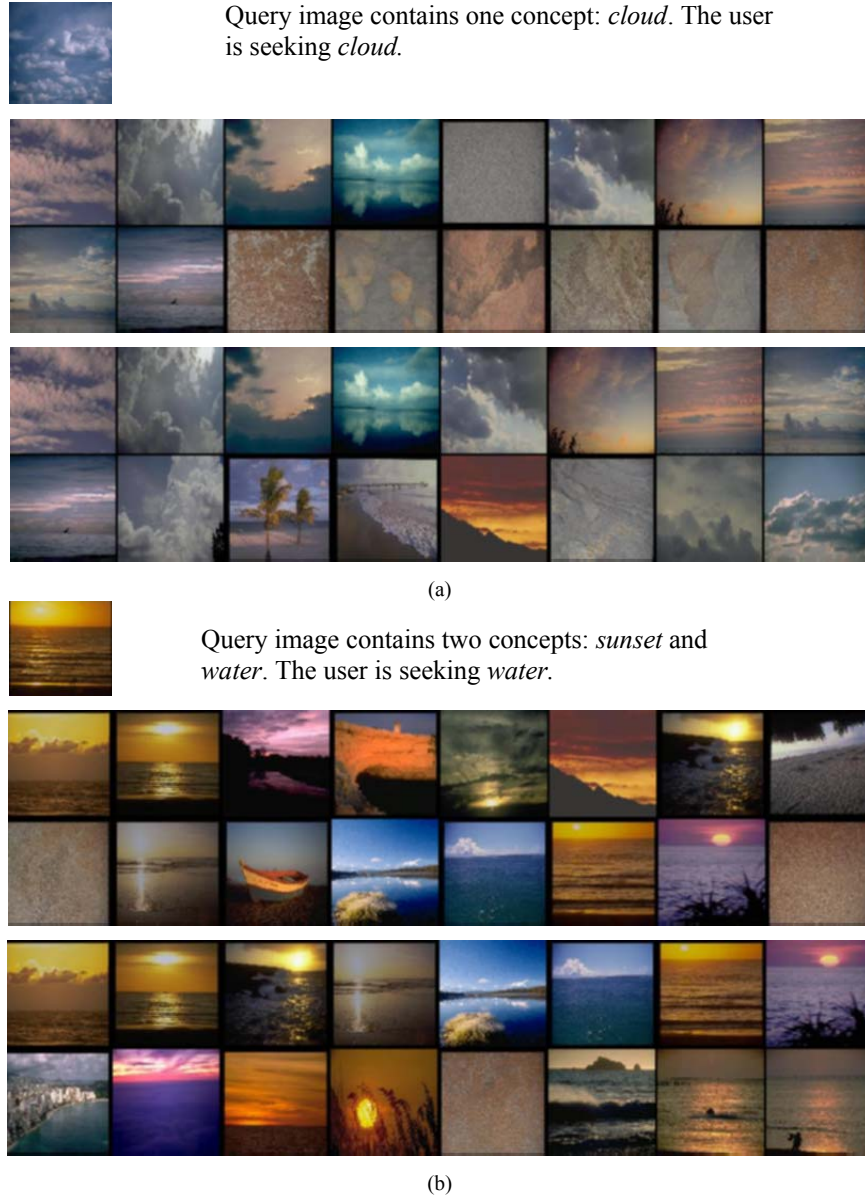 Query image contains one concept: cloud. The user
is seeking cloud.
(a)
Query image contains two concepts: sunset and
water. The user is seeking water.
(b)